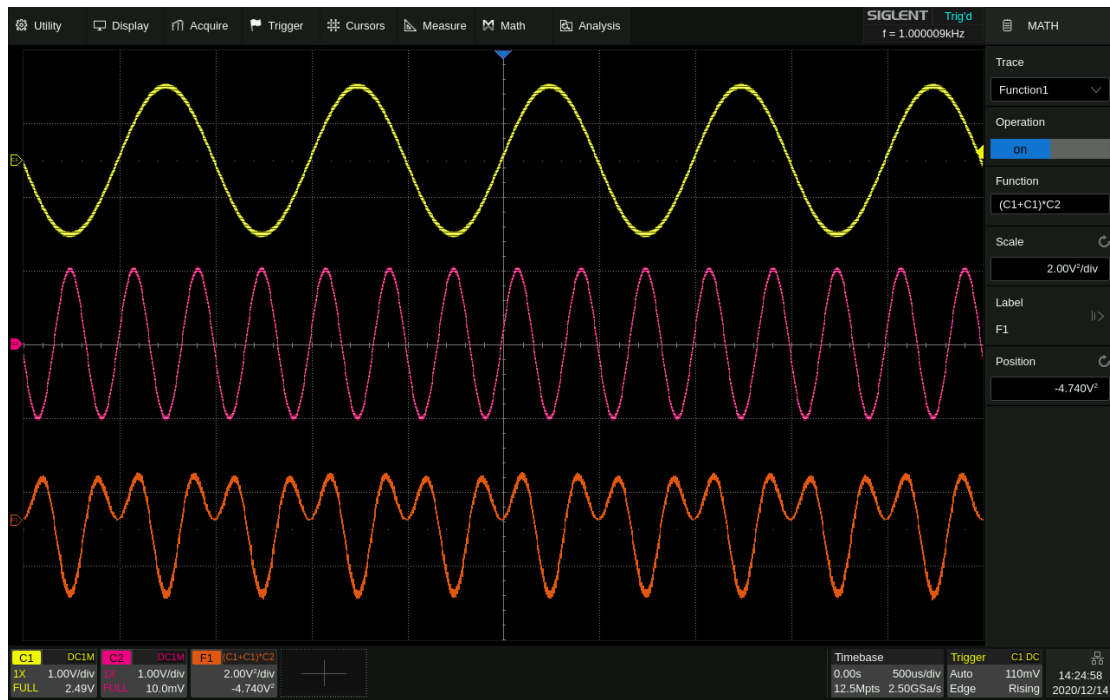 Utility Display Acquire Trigger Cursors Measure Math Analysis
SIGLENT Trig'd
f = 1.000009kHz
MATH
Trace
Function1
Operation
on
Function
(C1+C1)*C2
Scale
2.00V²/div
Label
F1
Position
-4.740V²
C1 DC1M
1X 1.00V/div
FULL 2.49V
C2 DC1M
1X 1.00V/div
FULL 10.0mV
F1 (C1+C1)*C2
2.00V²/div
-4.740V²
Timebase
0.00s 500us/div
12.5Mpts 2.50GSa/s
Trigger C1 DC
Auto 110mV
Edge Rising
14:24:58
2020/12/14